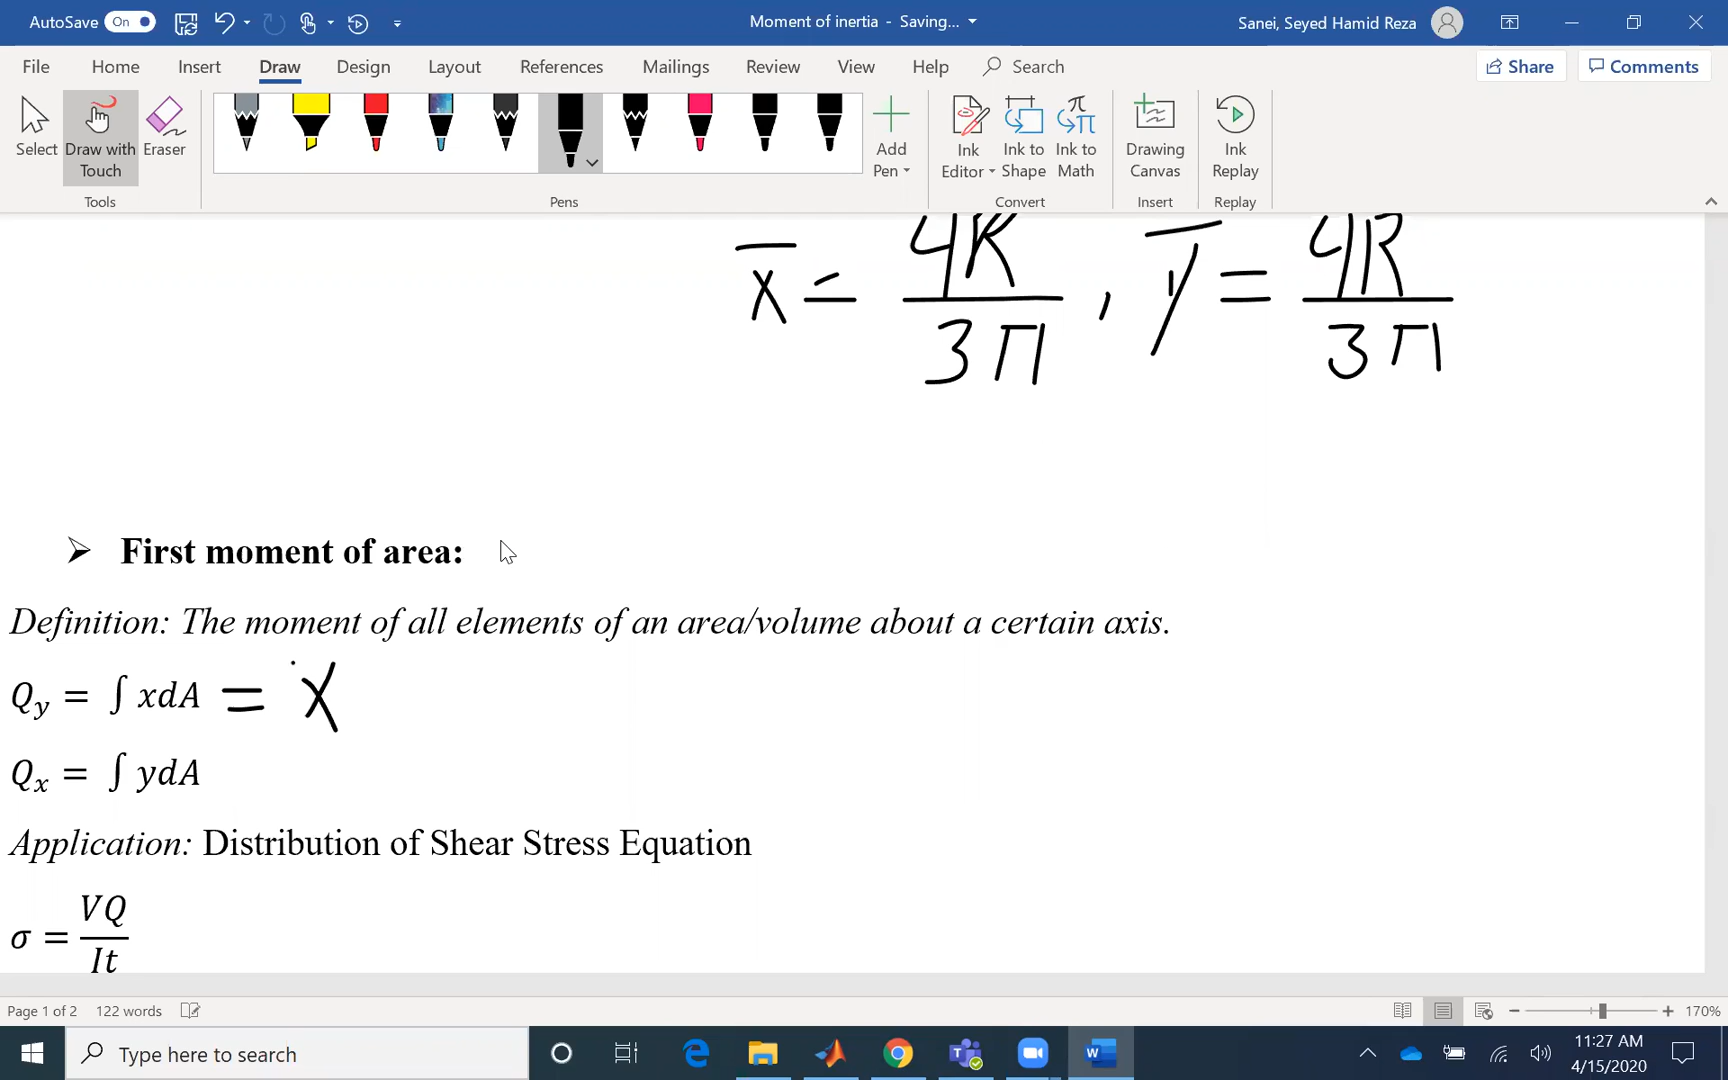 AutoSave On Moment of inertia - Saving... Sanei, Seyed Hamid Reza
File Home Insert Draw Design Layout References Mailings Review View Help Search Share Comments
Select Draw with Touch Eraser Add Pen Ink Editor Ink to Shape Ink to Math Drawing Canvas Ink Replay
Tools Pens Convert Insert Replay
x̅ = 4R/3π , y̅ = 4R/3π
➢ First moment of area:
Definition: The moment of all elements of an area/volume about a certain axis.
Q_y = ∫ xdA = x
Q_x = ∫ ydA
Application: Distribution of Shear Stress Equation
σ = VQ/It
Page 1 of 2 122 words 170%
Type here to search 11:27 AM
4/15/2020